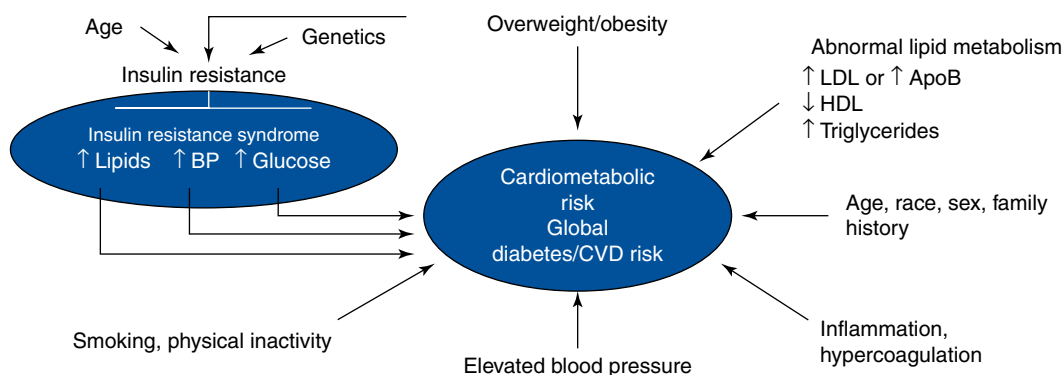 Age
Genetics
Insulin resistance
Insulin resistance syndrome
↑ Lipids ↑ BP ↑ Glucose
Overweight/obesity
Abnormal lipid metabolism
↑ LDL or ↑ ApoB
↓ HDL
↑ Triglycerides
Cardiometabolic
risk
Global
diabetes/CVD risk
Age, race, sex, family
history
Smoking, physical inactivity
Elevated blood pressure
Inflammation,
hypercoagulation